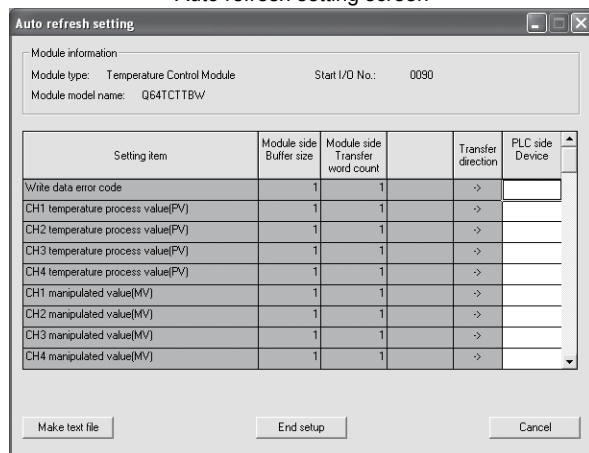 Auto refresh setting screen
Auto refresh setting
Module information
Module type: Temperature Control Module Start I/O No.: 0090
Module model name: Q64TCTTBW
Setting item Module side Buffer size Module side Transfer word count Transfer direction PLC side Device
Write data error code 1 1 ->
CH1 temperature process value(PV) 1 1 ->
CH2 temperature process value(PV) 1 1 ->
CH3 temperature process value(PV) 1 1 ->
CH4 temperature process value(PV) 1 1 ->
CH1 manipulated value(MV) 1 1 ->
CH2 manipulated value(MV) 1 1 ->
CH3 manipulated value(MV) 1 1 ->
CH4 manipulated value(MV) 1 1 ->
Make text file End setup Cancel